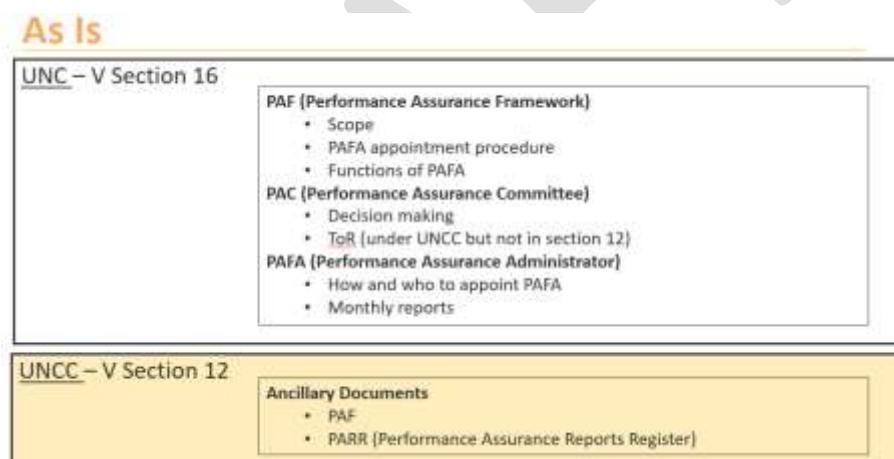 As Is
UNC – V Section 16
PAF (Performance Assurance Framework)
• Scope
• PAFA appointment procedure
• Functions of PAFA
PAC (Performance Assurance Committee)
• Decision making
• ToR (under UNCC but not in section 12)
PAFA (Performance Assurance Administrator)
• How and who to appoint PAFA
• Monthly reports
UNCC – V Section 12
Ancillary Documents
• PAF
• PARR (Performance Assurance Reports Register)